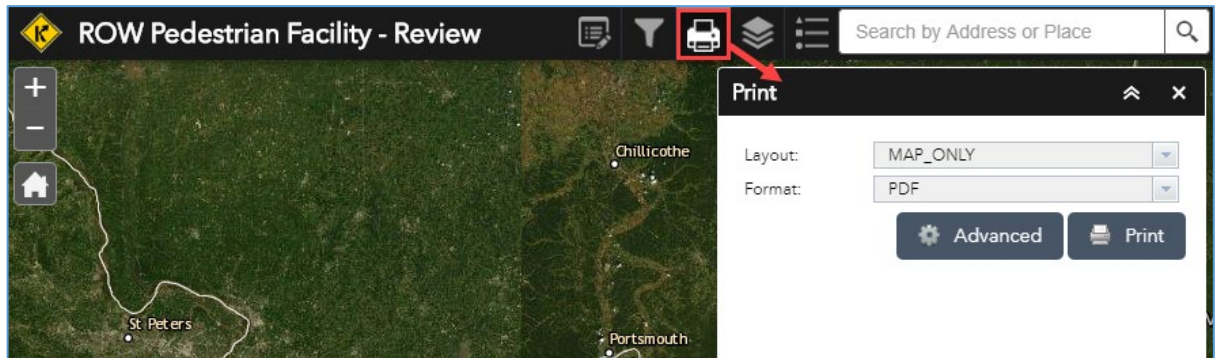 ROW Pedestrian Facility - Review
Search by Address or Place
Print
Layout: MAP_ONLY
Format: PDF
Advanced Print
Chillicothe
St Peters
Portsmouth